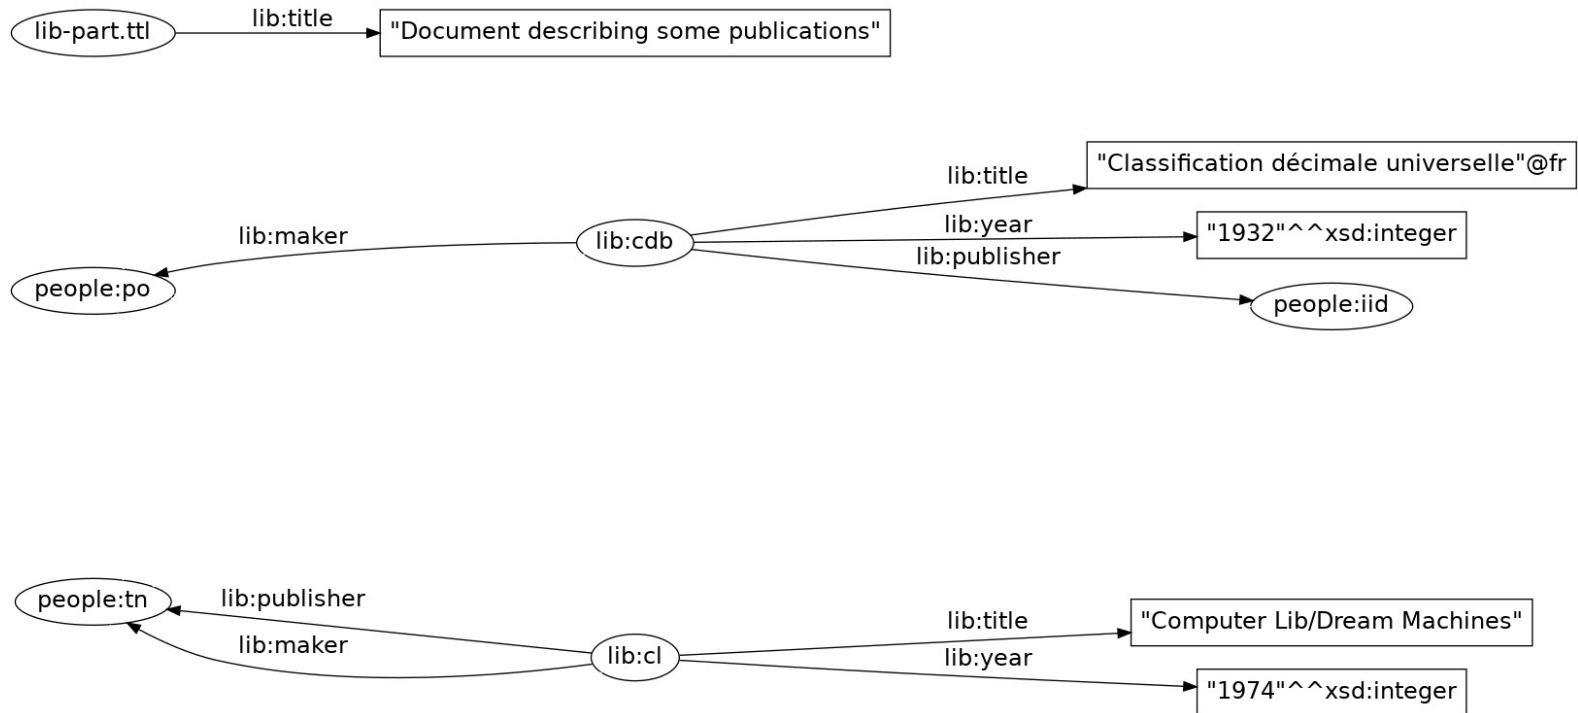 lib-part.ttl
lib:title
"Document describing some publications"
"Classification décimale universelle"@fr
lib:title
lib:year
"1932"^^xsd:integer
lib:maker
lib:cdb
lib:publisher
people:po
people:iid
people:tn
lib:publisher
lib:maker
lib:cl
lib:title
"Computer Lib/Dream Machines"
lib:year
"1974"^^xsd:integer